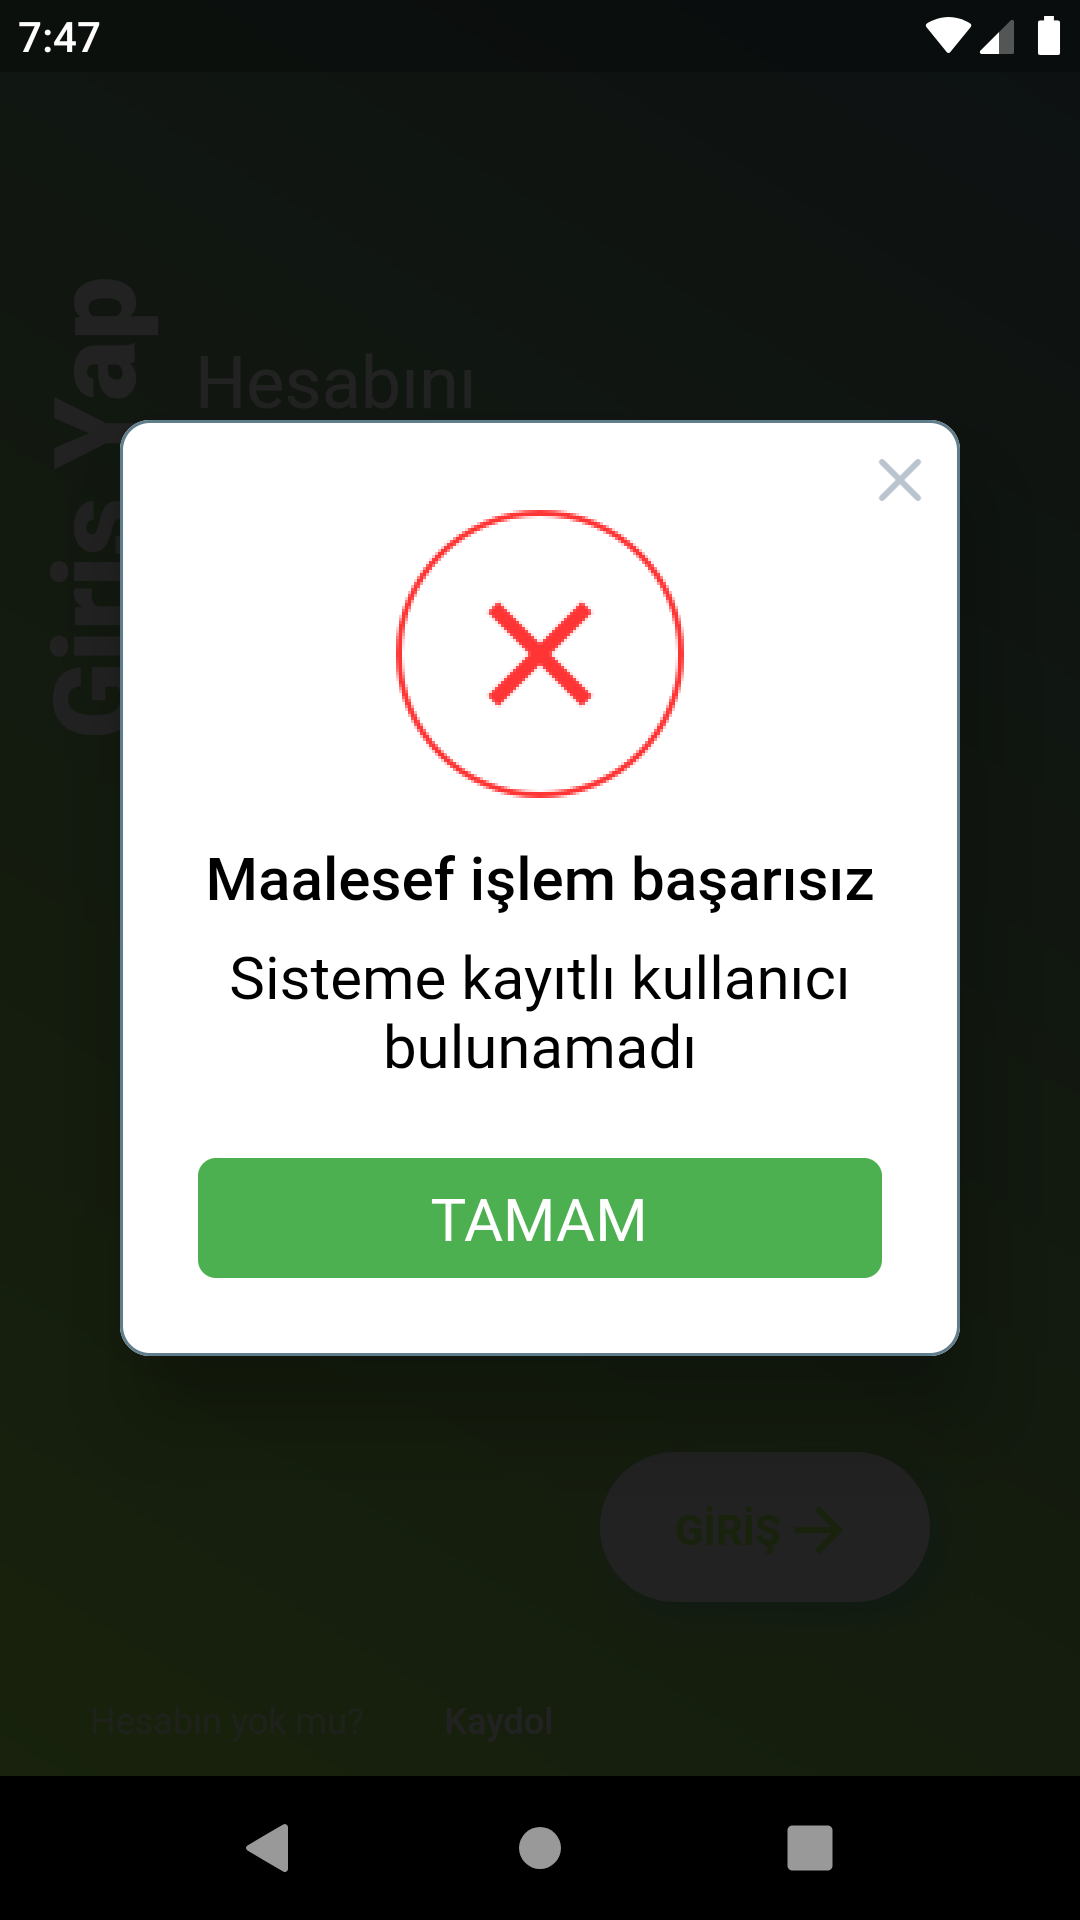 7:47
Giriş Yap
Hesabını
Maalesef işlem başarısız
Sisteme kayıtlı kullanıcı
bulunamadı
TAMAM
GİRİŞ
Hesabın yok mu?
Kaydol